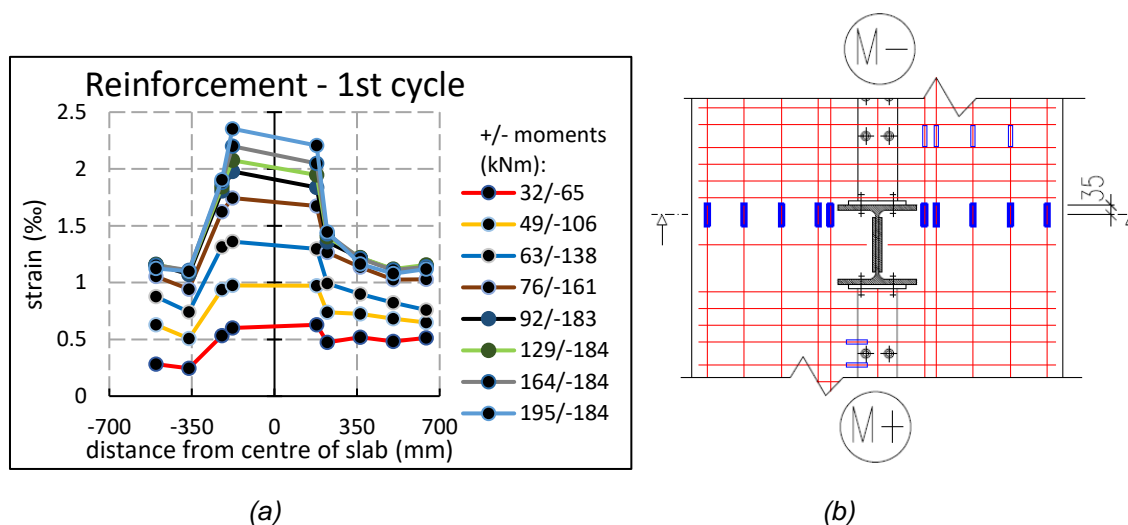 Reinforcement - 1st cycle
2.5
2
1.5
1
0.5
0
strain (‰)
-700 -350 0 350 700
distance from centre of slab (mm)
+/- moments
(kNm):
32/-65
49/-106
63/-138
76/-161
92/-183
129/-184
164/-184
195/-184
(a)
M-
35
M+
(b)